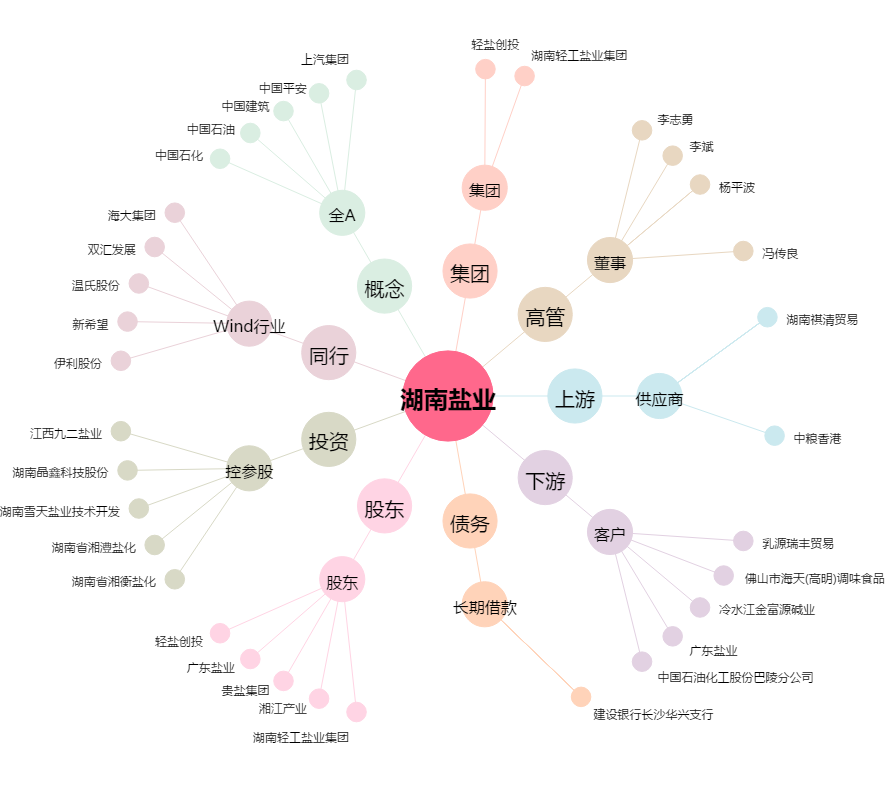 轻盐创投
湖南轻工盐业集团
上汽集团
中国平安
中国建筑
中国石油
中国石化
全A
概念
集团
集团
李志勇
李斌
杨平波
冯传良
董事
高管
海大集团
双汇发展
温氏股份
新希望
伊利股份
Wind行业
同行
湖南盐业
上游
供应商
湖南祺清贸易
中粮香港
投资
控参股
江西九二盐业
湖南晶鑫科技股份
湖南雪天盐业技术开发
湖南省湘澧盐化
湖南省湘衡盐化
下游
客户
乳源瑞丰贸易
佛山市海天(高明)调味食品
冷水江金富源碱业
广东盐业
中国石油化工股份巴陵分公司
股东
股东
轻盐创投
广东盐业
贵盐集团
湘江产业
湖南轻工盐业集团
债务
长期借款
建设银行长沙华兴支行